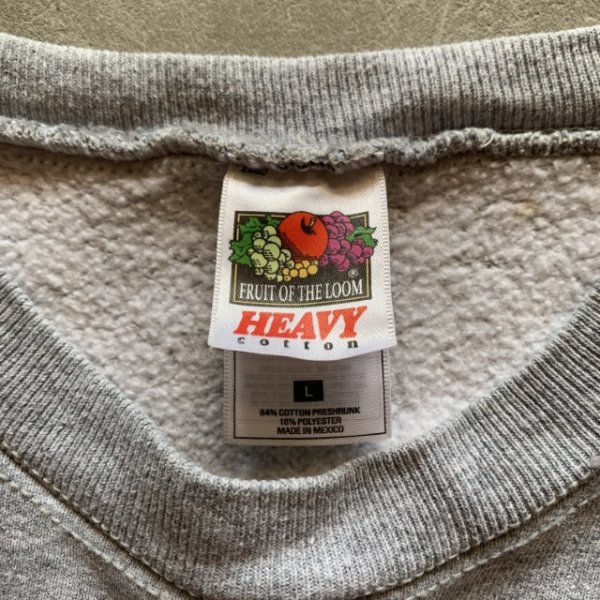 ®
FRUIT OF THE LOOM
HEAVY
cotton
L
84% COTTON PRESHRUNK
16% POLYESTER
MADE IN MEXICO